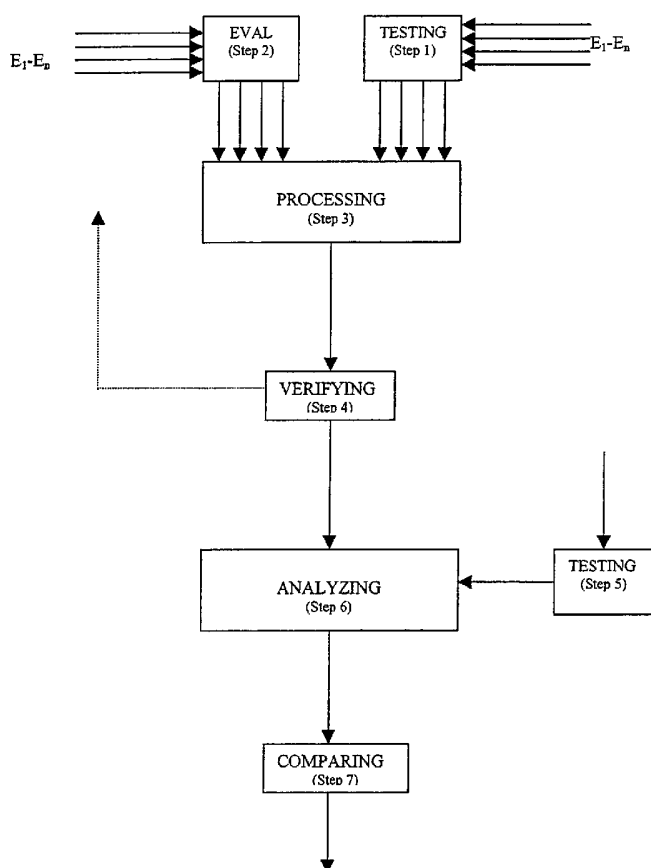 EVAL
(Step 2)
TESTING
(Step 1)
E₁-Eₙ
E₁-Eₙ
PROCESSING
(Step 3)
VERIFYING
(Step 4)
TESTING
(Step 5)
ANALYZING
(Step 6)
COMPARING
(Step 7)